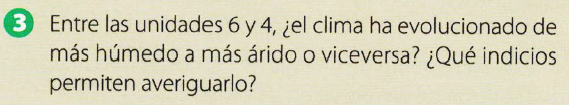 3 Entre las unidades 6 y 4, ¿el clima ha evolucionado de
más húmedo a más árido o viceversa? ¿Qué indicios
permiten averiguarlo?